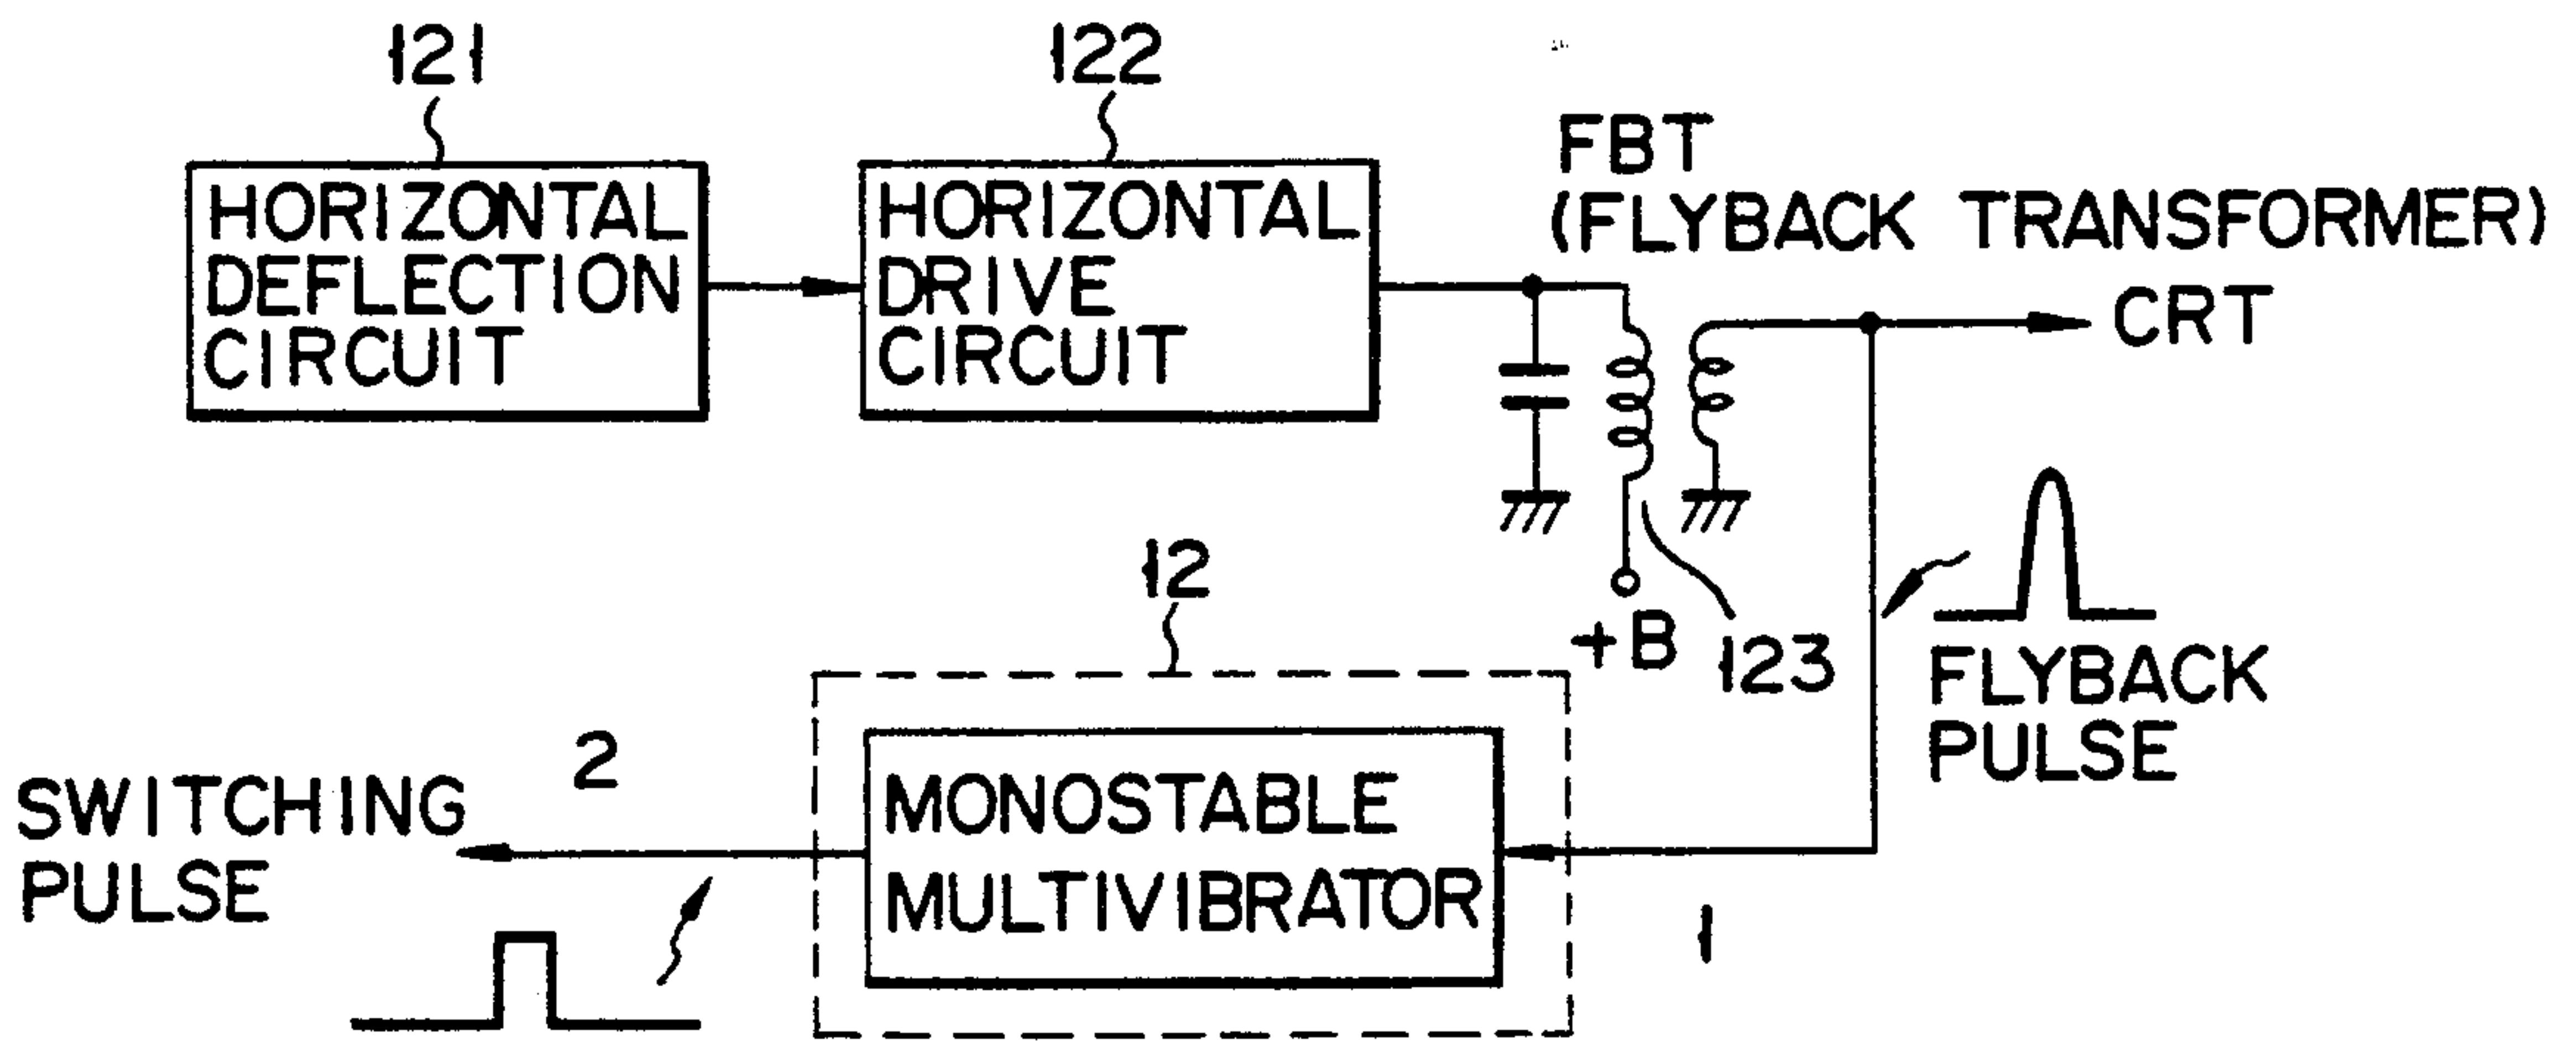 121
122
HORIZONTAL
DEFLECTION
CIRCUIT
HORIZONTAL
DRIVE
CIRCUIT
FBT
(FLYBACK TRANSFORMER)
CRT
+B
123
FLYBACK
PULSE
12
MONOSTABLE
MULTIVIBRATOR
1
2
SWITCHING
PULSE